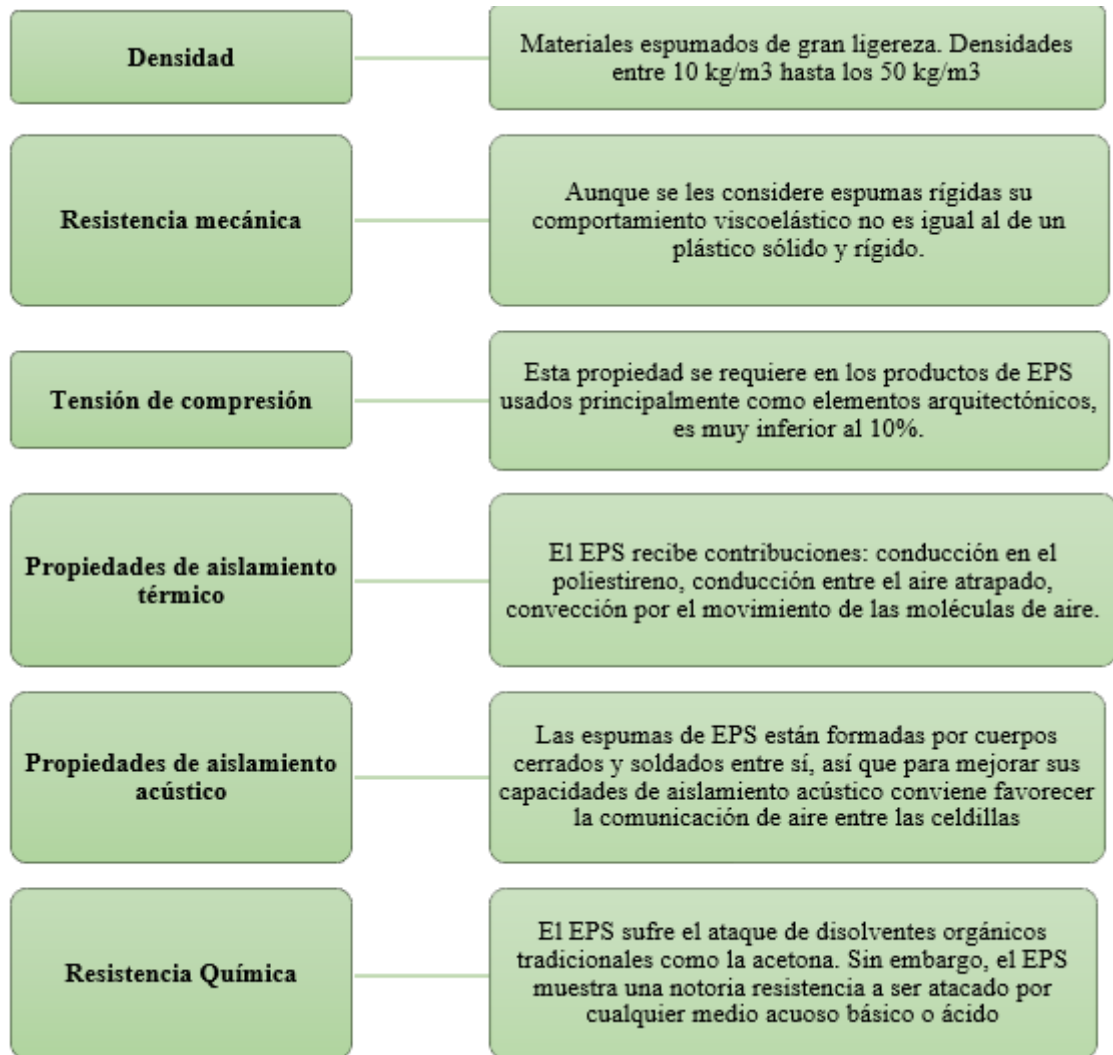 Densidad
Materiales espumados de gran ligereza. Densidades
entre 10 kg/m3 hasta los 50 kg/m3
Resistencia mecánica
Aunque se les considere espumas rígidas su
comportamiento viscoelástico no es igual al de un
plástico sólido y rígido.
Tensión de compresión
Esta propiedad se requiere en los productos de EPS
usados principalmente como elementos arquitectónicos,
es muy inferior al 10%.
Propiedades de aislamiento
térmico
El EPS recibe contribuciones: conducción en el
poliestireno, conducción entre el aire atrapado,
convección por el movimiento de las moléculas de aire.
Propiedades de aislamiento
acústico
Las espumas de EPS están formadas por cuerpos
cerrados y soldados entre sí, así que para mejorar sus
capacidades de aislamiento acústico conviene favorecer
la comunicación de aire entre las celdillas
Resistencia Química
El EPS sufre el ataque de disolventes orgánicos
tradicionales como la acetona. Sin embargo, el EPS
muestra una notoria resistencia a ser atacado por
cualquier medio acuoso básico o ácido